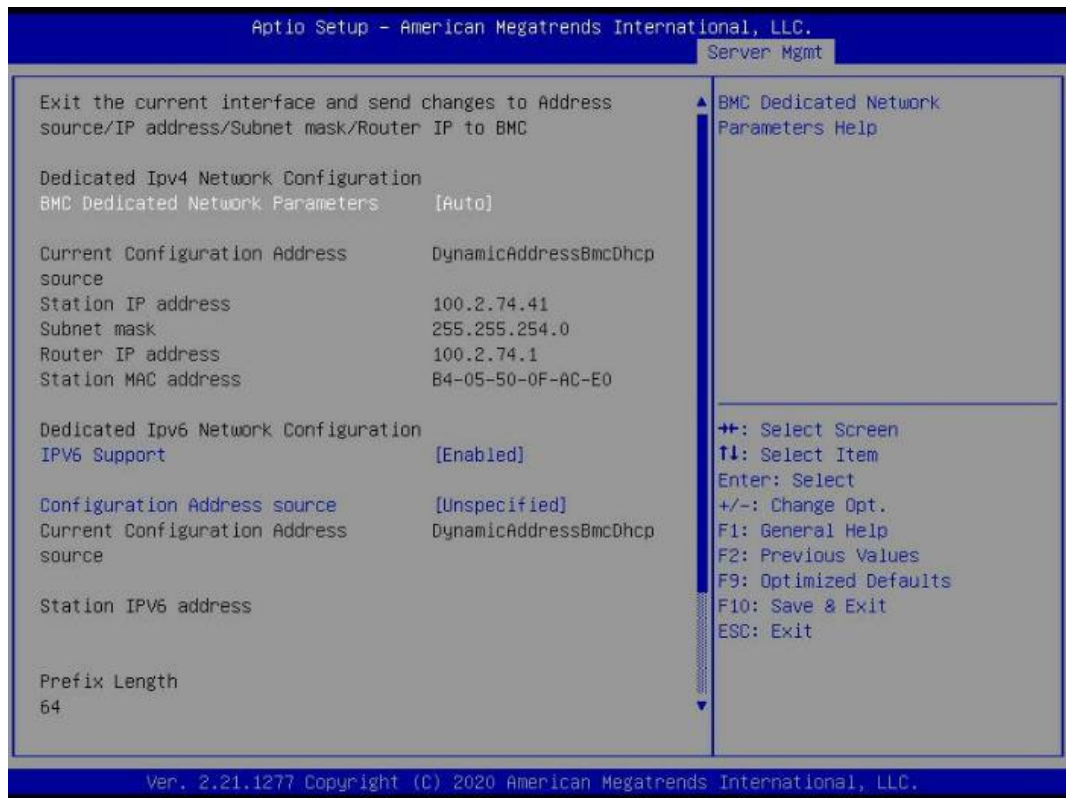 Aptio Setup – American Megatrends International, LLC.
Server Mgmt
Exit the current interface and send changes to Address
source/IP address/Subnet mask/Router IP to BMC
Dedicated Ipv4 Network Configuration
BMC Dedicated Network Parameters [Auto]
Current Configuration Address DynamicAddressBmcDhcp
source
Station IP address 100.2.74.41
Subnet mask 255.255.254.0
Router IP address 100.2.74.1
Station MAC address B4-05-50-0F-AC-E0
Dedicated Ipv6 Network Configuration
IPV6 Support [Enabled]
Configuration Address source [Unspecified]
Current Configuration Address DynamicAddressBmcDhcp
source
Station IPV6 address
Prefix Length
64
BMC Dedicated Network
Parameters Help
→←: Select Screen
↑↓: Select Item
Enter: Select
+/-: Change Opt.
F1: General Help
F2: Previous Values
F9: Optimized Defaults
F10: Save & Exit
ESC: Exit
Ver. 2.21.1277 Copyright (C) 2020 American Megatrends International, LLC.